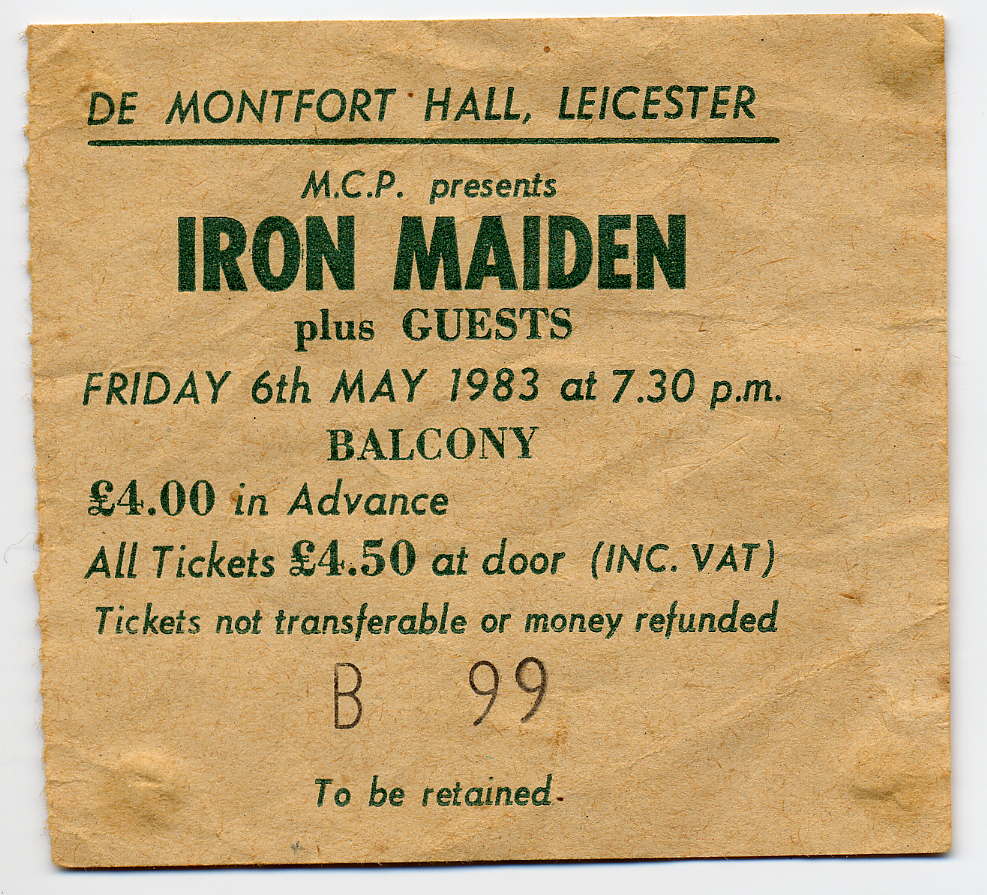 DE MONTFORT HALL, LEICESTER
M.C.P. presents
IRON MAIDEN
plus GUESTS
FRIDAY 6th MAY 1983 at 7.30 p.m.
BALCONY
£4.00 in Advance
All Tickets £4.50 at door (INC. VAT)
Tickets not transferable or money refunded
B 99
To be retained.